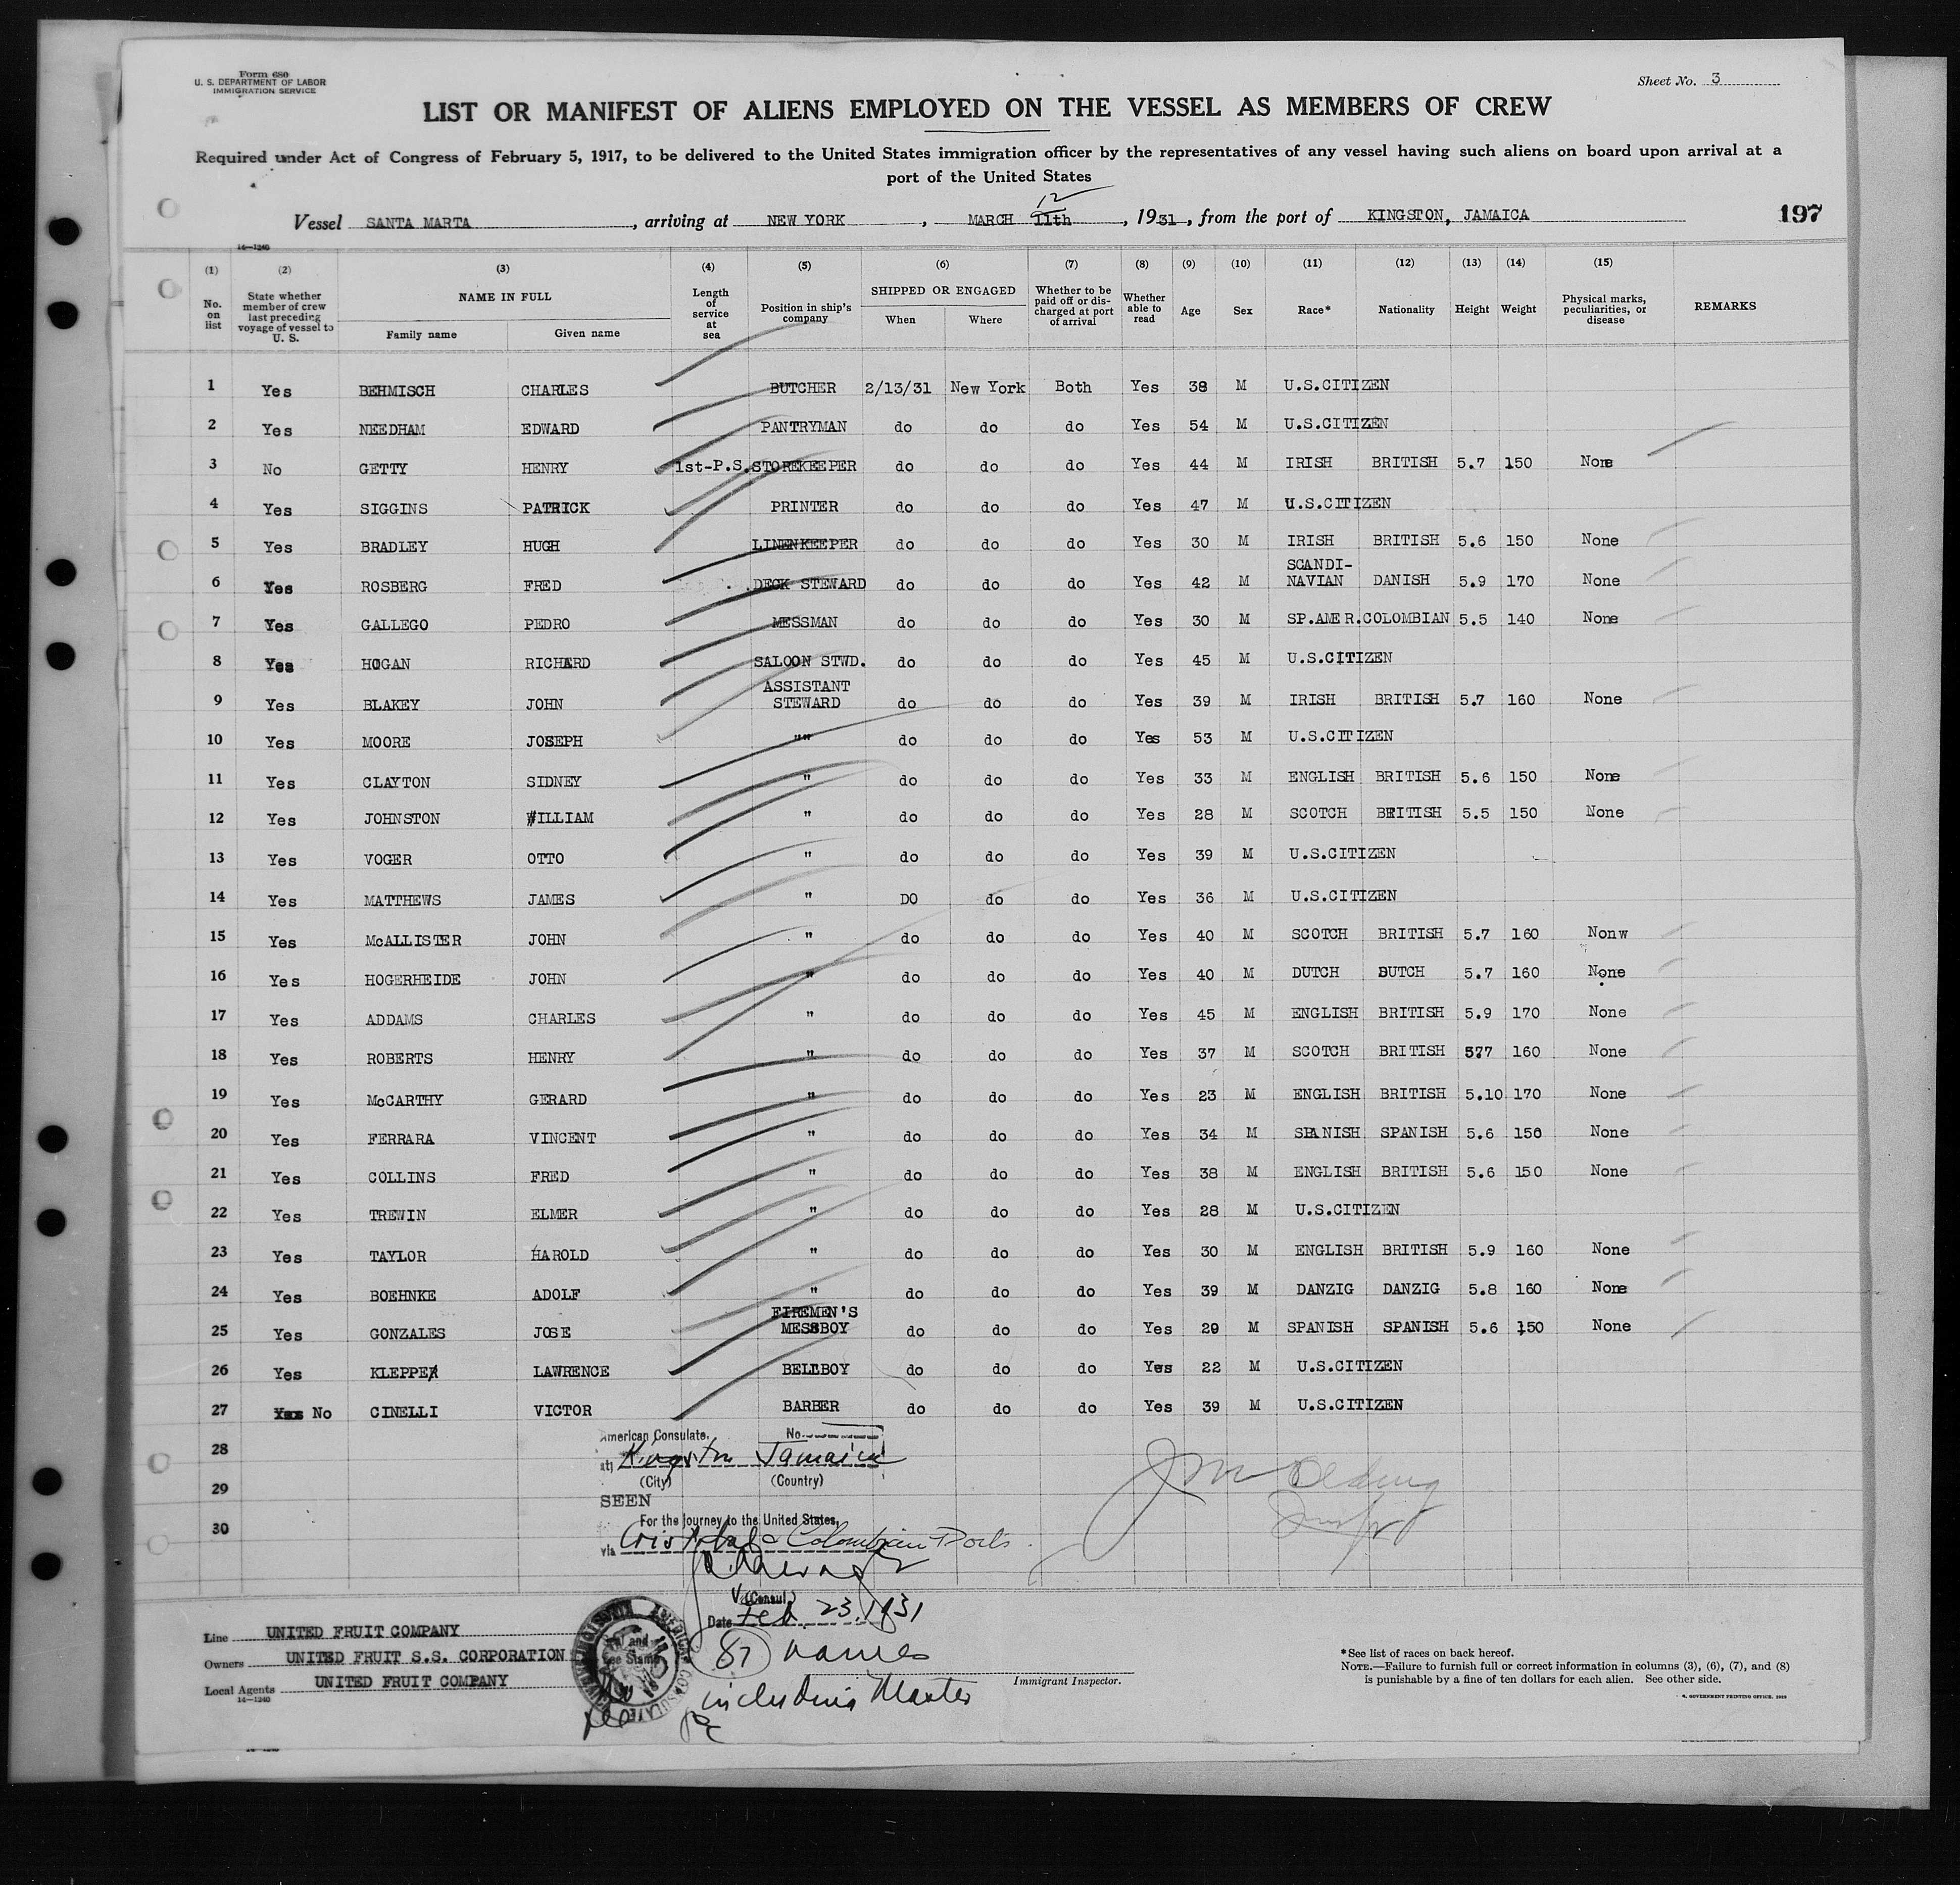 Form 680
U. S. DEPARTMENT OF LABOR
IMMIGRATION SERVICE
Sheet No. 3
LIST OR MANIFEST OF ALIENS EMPLOYED ON THE VESSEL AS MEMBERS OF CREW
Required under Act of Congress of February 5, 1917, to be delivered to the United States immigration officer by the representatives of any vessel having such aliens on board upon arrival at a
port of the United States
12
Vessel SANTA MARTA, arriving at NEW YORK, MARCH 11th, 1931, from the port of KINGSTON, JAMAICA 197
14—1240
(1) (2) (3) (4) (5) (6) (7) (8) (9) (10) (11) (12) (13) (14) (15)
No. on list State whether member of crew last preceding voyage of vessel to U. S. NAME IN FULL Family name Given name Length of service at sea Position in ship's company SHIPPED OR ENGAGED When Where Whether to be paid off or discharged at port of arrival Whether able to read Age Sex Race* Nationality Height Weight Physical marks, peculiarities, or disease REMARKS
1 Yes BEHMISCH CHARLES BUTCHER 2/13/31 New York Both Yes 38 M U.S.CITIZEN
2 Yes NEEDHAM EDWARD PANTRYMAN do do do Yes 54 M U.S.CITIZEN
3 No GETTY HENRY 1st-P.S.STOREKEEPER do do do Yes 44 M IRISH BRITISH 5.7 150 None
4 Yes SIGGINS PATRICK PRINTER do do do Yes 47 M U.S.CITIZEN
5 Yes BRADLEY HUGH LINENKEEPER do do do Yes 30 M IRISH BRITISH 5.6 150 None
6 Yes ROSBERG FRED DECK STEWARD do do do Yes 42 M SCANDI-NAVIAN DANISH 5.9 170 None
7 Yes GALLEGO PEDRO MESSMAN do do do Yes 30 M SP.AMER.COLOMBIAN 5.5 140 None
8 Yes HOGAN RICHARD SALOON STWD. do do do Yes 45 M U.S.CITIZEN
9 Yes BLAKEY JOHN ASSISTANT STEWARD do do do Yes 39 M IRISH BRITISH 5.7 160 None
10 Yes MOORE JOSEPH "" do do do Yes 53 M U.S.CITIZEN
11 Yes CLAYTON SIDNEY " do do do Yes 33 M ENGLISH BRITISH 5.6 150 None
12 Yes JOHNSTON WILLIAM " do do do Yes 28 M SCOTCH BRITISH 5.5 150 None
13 Yes VOGER OTTO " do do do Yes 39 M U.S.CITIZEN
14 Yes MATTHEWS JAMES " DO do do Yes 36 M U.S.CITIZEN
15 Yes McALLISTER JOHN " do do do Yes 40 M SCOTCH BRITISH 5.7 160 Nonw
16 Yes HOGERHEIDE JOHN " do do do Yes 40 M DUTCH DUTCH 5.7 160 None
17 Yes ADDAMS CHARLES " do do do Yes 45 M ENGLISH BRITISH 5.9 170 None
18 Yes ROBERTS HENRY " do do do Yes 37 M SCOTCH BRITISH 577 160 None
19 Yes McCARTHY GERARD " do do do Yes 23 M ENGLISH BRITISH 5.10 170 None
20 Yes FERRARA VINCENT " do do do Yes 34 M SPANISH SPANISH 5.6 150 None
21 Yes COLLINS FRED " do do do Yes 38 M ENGLISH BRITISH 5.6 150 None
22 Yes TREWIN ELMER " do do do Yes 28 M U.S.CITIZEN
23 Yes TAYLOR HAROLD " do do do Yes 30 M ENGLISH BRITISH 5.9 160 None
24 Yes BOEHNKE ADOLF " do do do Yes 39 M DANZIG DANZIG 5.8 160 None
25 Yes GONZALES JOSE FIREMEN'S MESSBOY do do do Yes 29 M SPANISH SPANISH 5.6 150 None
26 Yes KLEPPER LAWRENCE BELLBOY do do do Yes 22 M U.S.CITIZEN
27 Yes No CINELLI VICTOR BARBER do do do Yes 39 M U.S.CITIZEN
28
29
30
American Consulate, No.
at Kingston Jamaica
(City) (Country)
SEEN
For the journey to the United States,
via Cristobal & Colombian Ports
V (Consul)
Date Feb. 23, 1931
87 names
including Master
Line UNITED FRUIT COMPANY
Owners UNITED FRUIT S.S. CORPORATION
Local Agents UNITED FRUIT COMPANY
14—1240
Immigrant Inspector.
*See list of races on back hereof.
NOTE.—Failure to furnish full or correct information in columns (3), (6), (7), and (8)
is punishable by a fine of ten dollars for each alien. See other side.